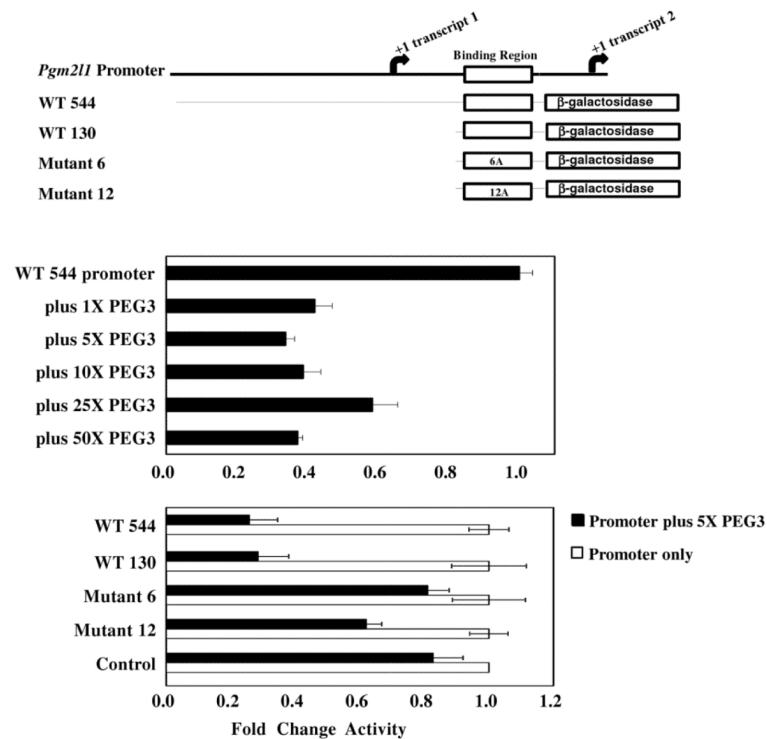 +1 transcript 1
+1 transcript 2
Binding Region
Pgm2l1 Promoter
WT 544
β-galactosidase
WT 130
β-galactosidase
Mutant 6
6A
β-galactosidase
Mutant 12
12A
β-galactosidase
WT 544 promoter
plus 1X PEG3
plus 5X PEG3
plus 10X PEG3
plus 25X PEG3
plus 50X PEG3
0.0 0.2 0.4 0.6 0.8 1.0
WT 544
Promoter plus 5X PEG3
WT 130
Promoter only
Mutant 6
Mutant 12
Control
0.0 0.2 0.4 0.6 0.8 1.0 1.2
Fold Change Activity